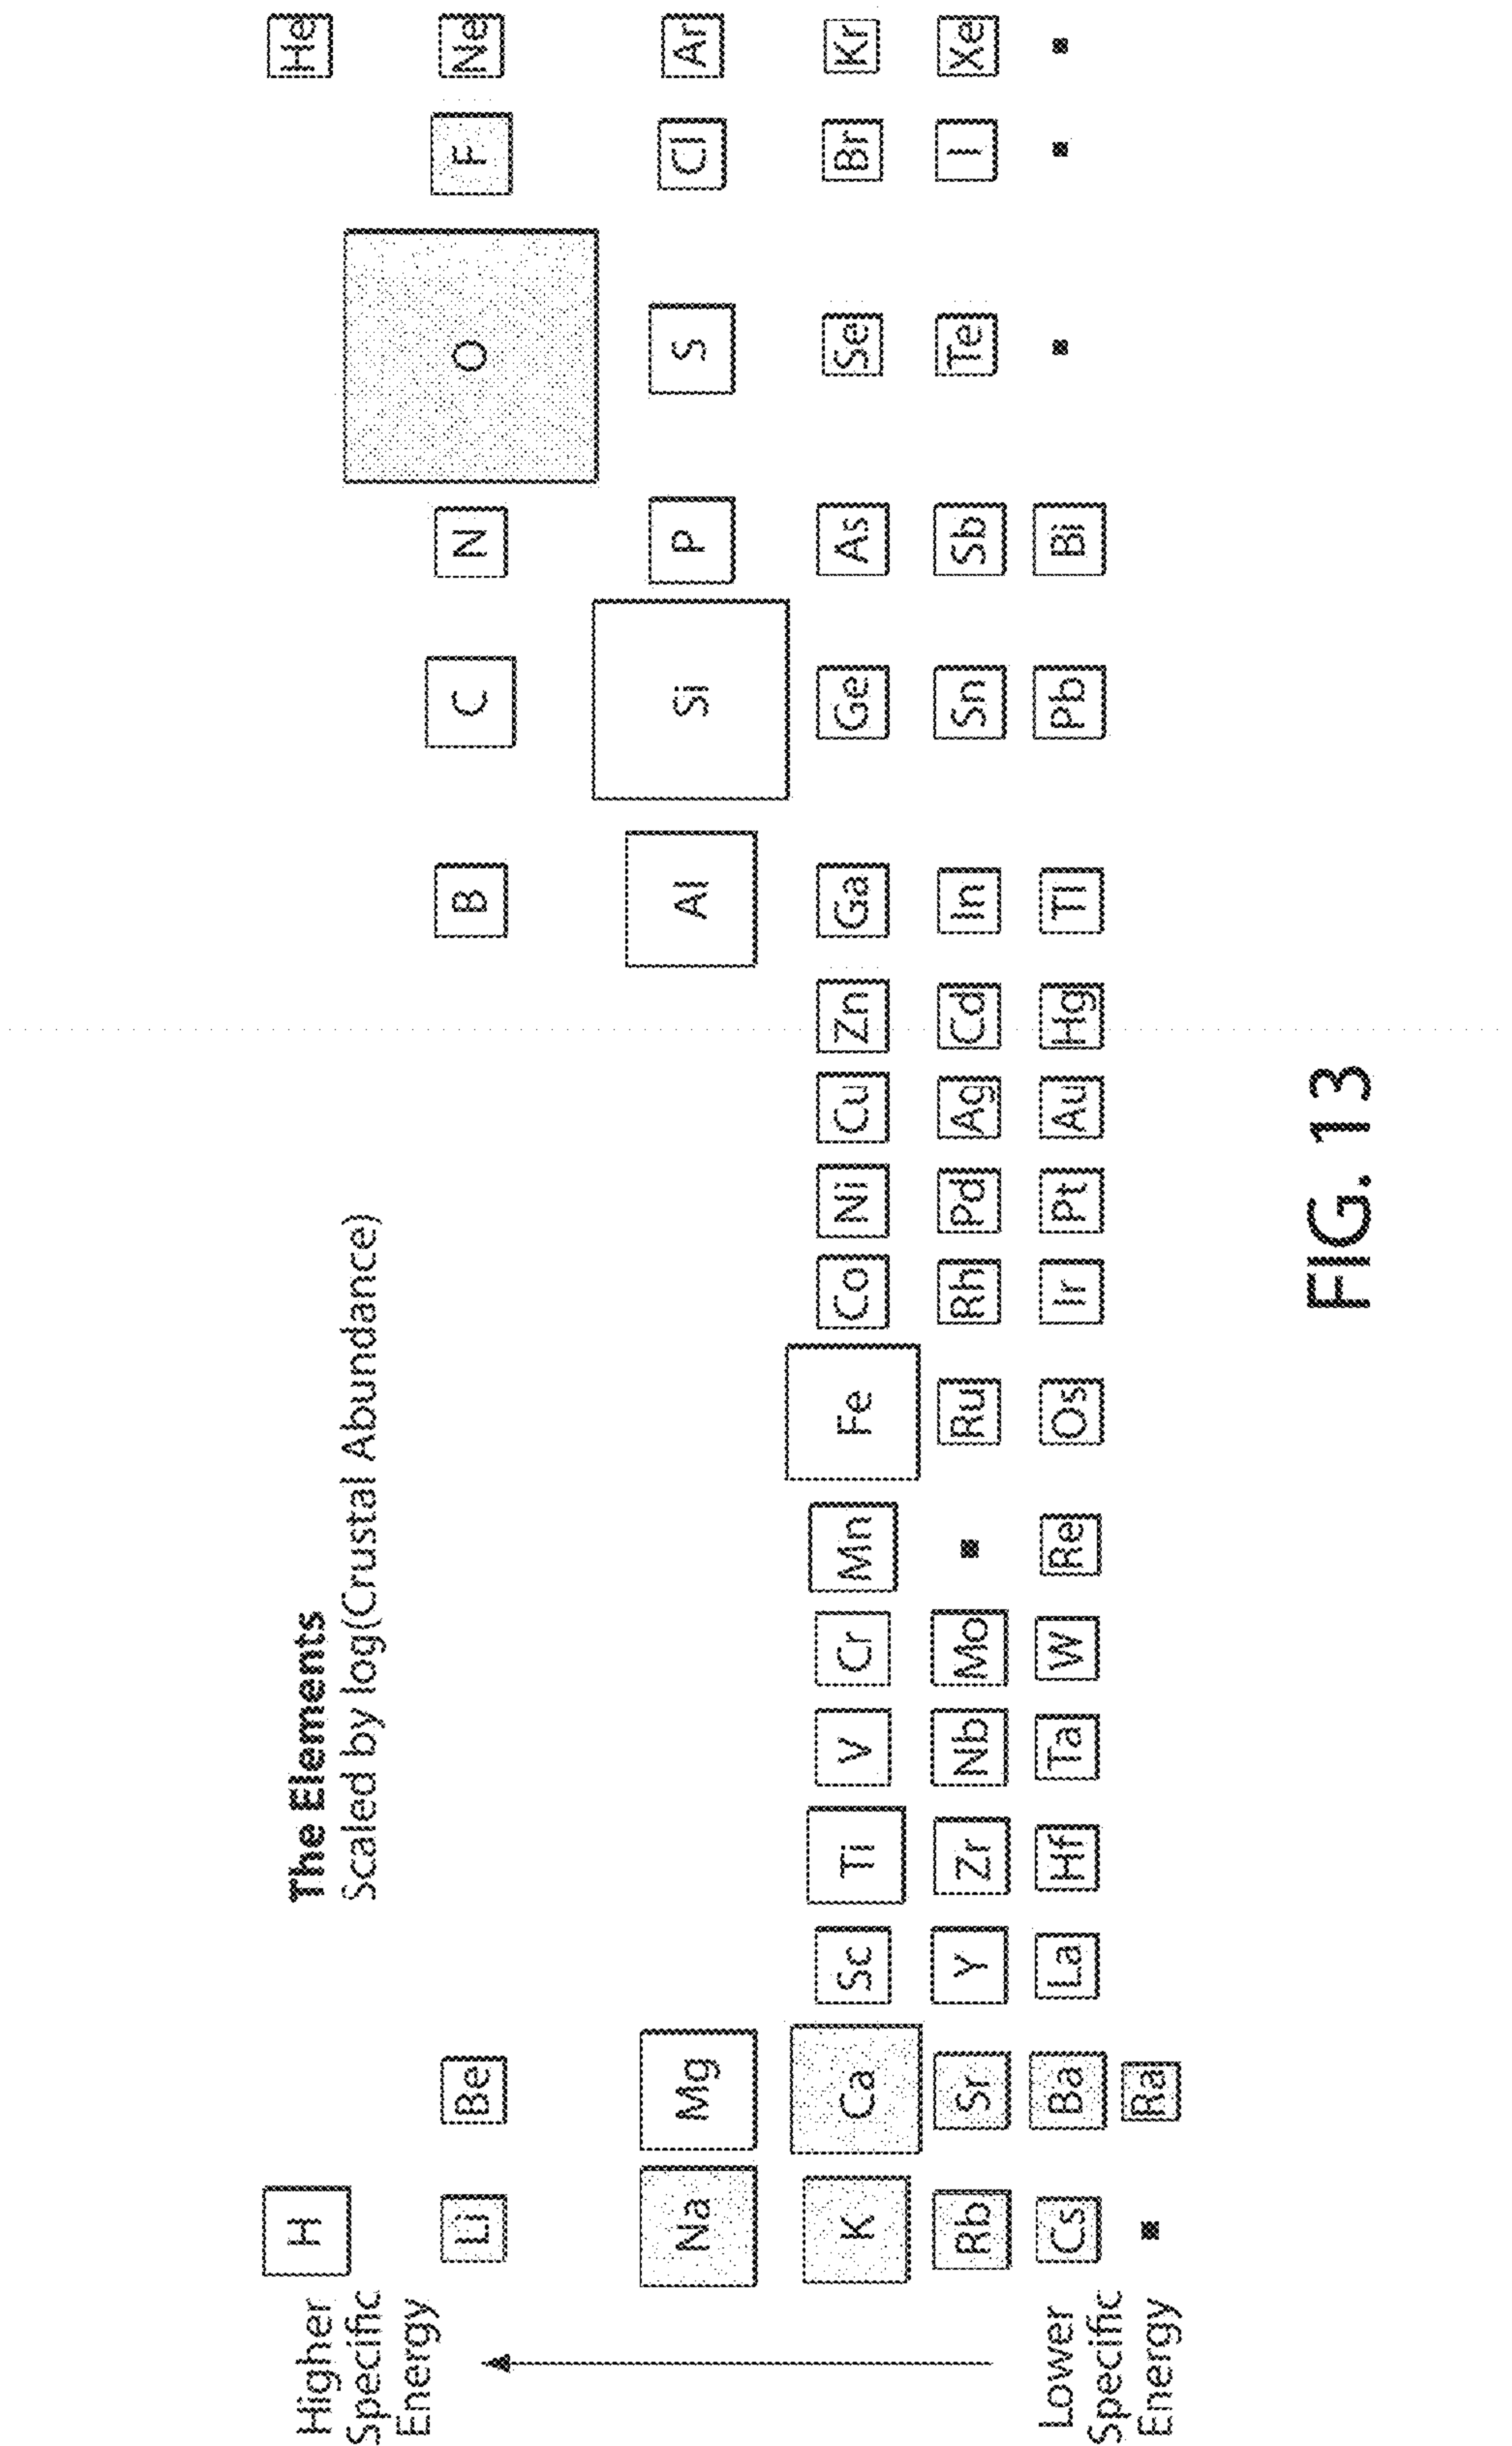 The Elements
Scaled by log(Crustal Abundance)
Higher
Specific
Energy
Lower
Specific
Energy
H He
Li Be B C N O F Ne
Na Mg Al Si P S Cl Ar
K Ca Sc Ti V Cr Mn Fe Co Ni Cu Zn Ga Ge As Se Br Kr
Rb Sr Y Zr Nb Mo Ru Rh Pd Ag Cd In Sn Sb Te I Xe
Cs Ba La Hf Ta W Re Os Ir Pt Au Hg Tl Pb Bi
Ra
FIG. 13